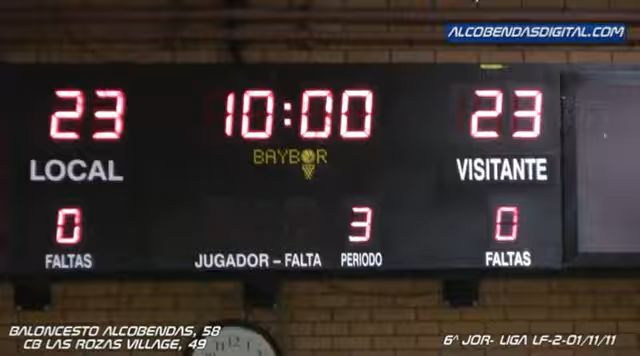 ALCOBENDASDIGITAL.COM
23 10:00 23
BAYBOR
LOCAL VISITANTE
0 3 0
FALTAS JUGADOR - FALTA PERIODO FALTAS
BALONCESTO ALCOBENDAS, 58
CB LAS ROZAS VILLAGE, 49
6ª JOR- LIGA LF-2-01/11/11